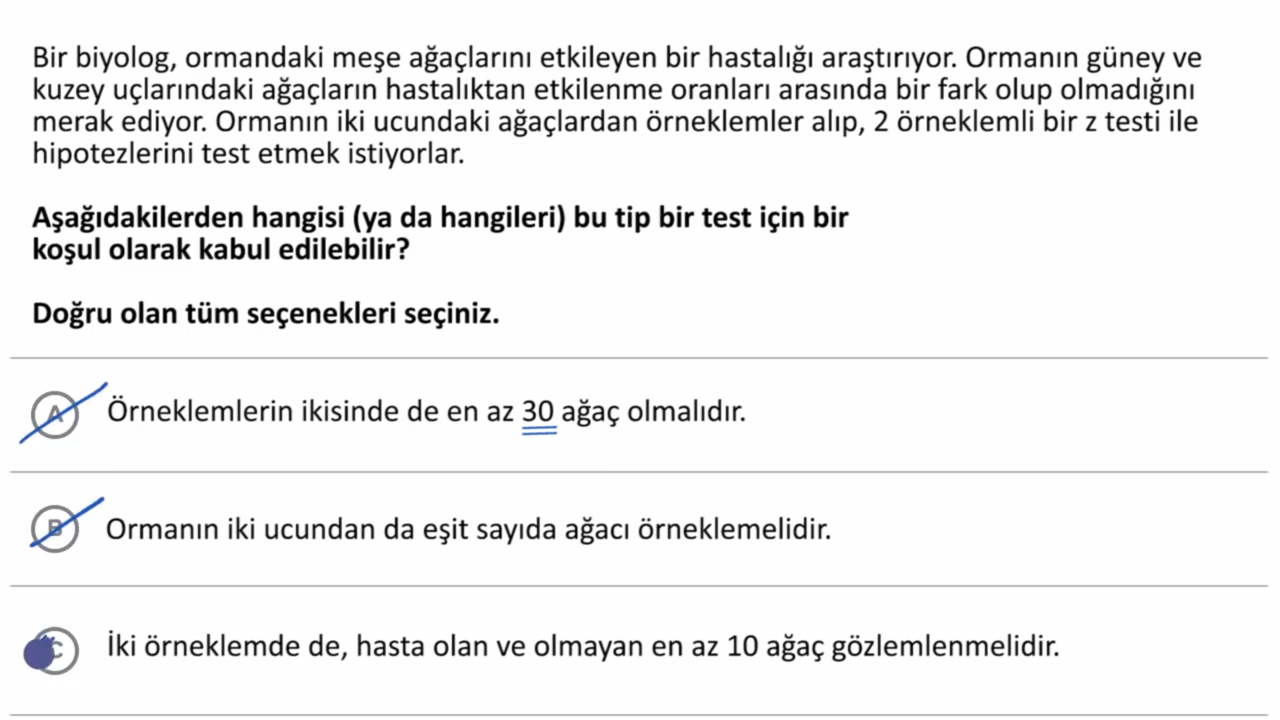 Bir biyolog, ormandaki meşe ağaçlarını etkileyen bir hastalığı araştırıyor. Ormanın güney ve
kuzey uçlarındaki ağaçların hastalıktan etkilenme oranları arasında bir fark olup olmadığını
merak ediyor. Ormanın iki ucundaki ağaçlardan örneklemler alıp, 2 örneklemli bir z testi ile
hipotezlerini test etmek istiyorlar.
Aşağıdakilerden hangisi (ya da hangileri) bu tip bir test için bir
koşul olarak kabul edilebilir?
Doğru olan tüm seçenekleri seçiniz.
A Örneklemlerin ikisinde de en az 30 ağaç olmalıdır.
B Ormanın iki ucundan da eşit sayıda ağacı örneklemelidir.
C İki örneklemde de, hasta olan ve olmayan en az 10 ağaç gözlemlenmelidir.